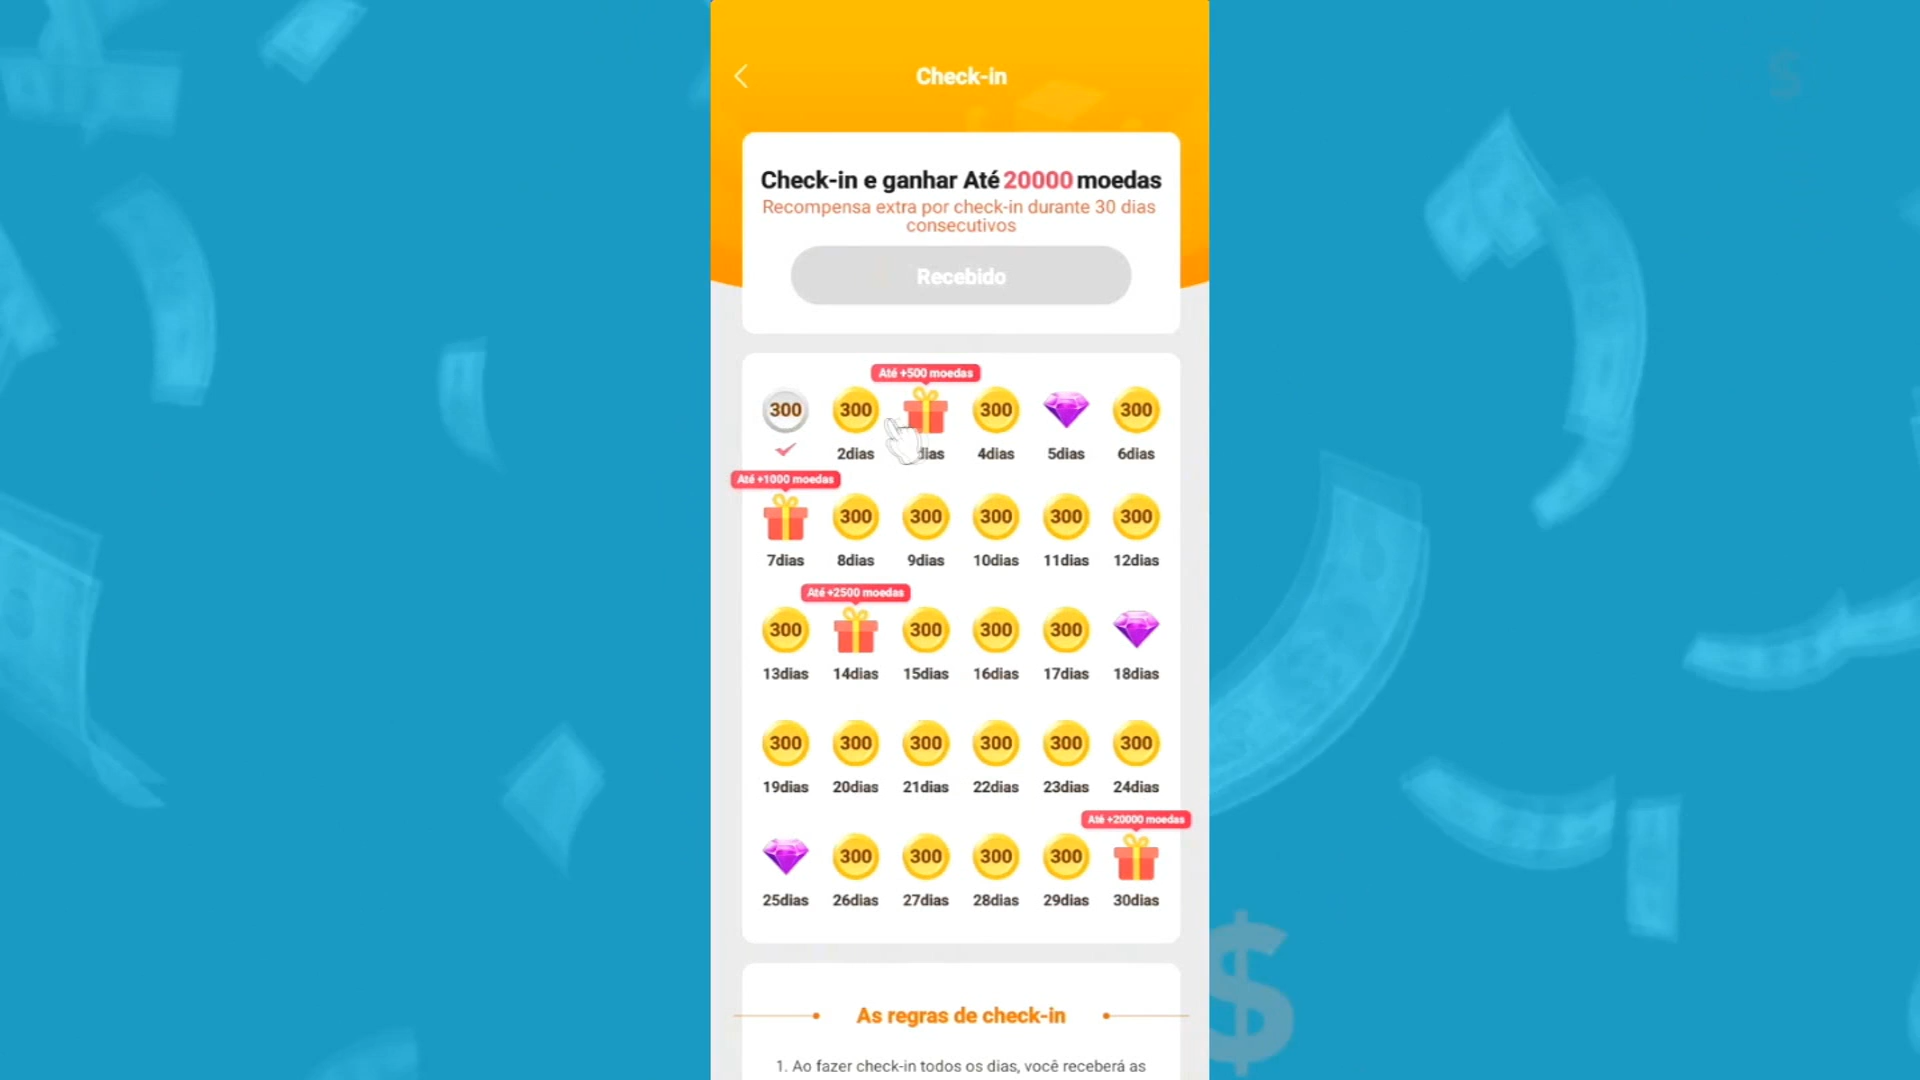 Check-in
Check-in e ganhar Até 20000 moedas
Recompensa extra por check-in durante 30 dias
consecutivos
Recebido
Até +500 moedas
300 300 300 300
2dias dias 4dias 5dias 6dias
Até +1000 moedas
300 300 300 300 300
7dias 8dias 9dias 10dias 11dias 12dias
Até +2500 moedas
300 300 300 300
13dias 14dias 15dias 16dias 17dias 18dias
300 300 300 300 300 300
19dias 20dias 21dias 22dias 23dias 24dias
Até +20000 moedas
300 300 300 300
25dias 26dias 27dias 28dias 29dias 30dias
As regras de check-in
1. Ao fazer check-in todos os dias, você receberá as